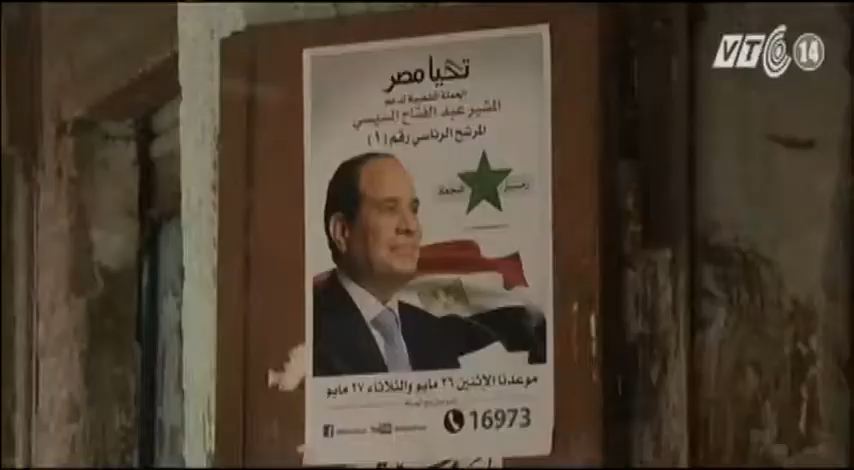 VTC 14
تحيا مصر
الحملة الشعبية لدعم
المشير عبد الفتاح السيسي
المرشح الرئاسي رقم (١)
رمز النجمة
موعدنا الإثنين ٢٦ مايو والثلاثاء ٢٧ مايو
16973